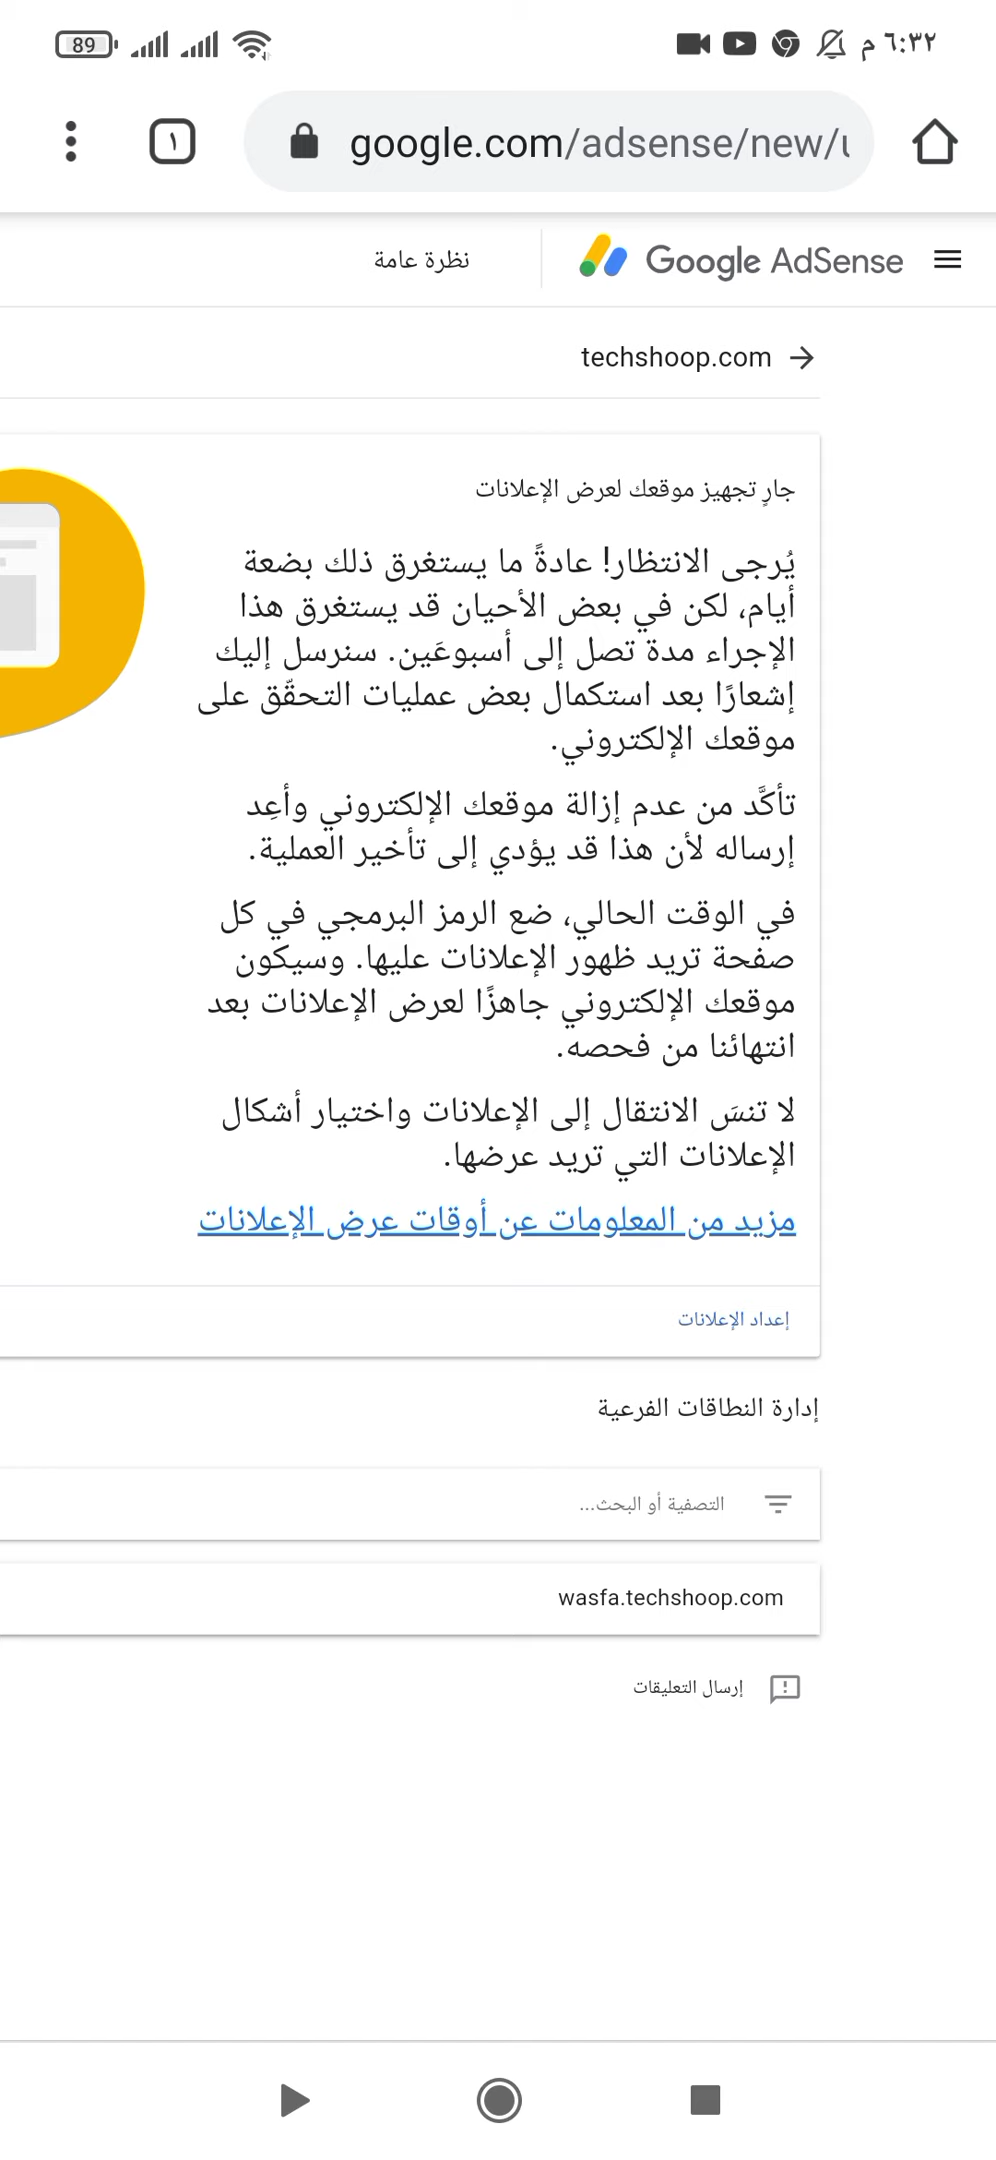 89
٦:٣٢ م
١
google.com/adsense/new/u
Google AdSense
نظرة عامة
techshoop.com
جارٍ تجهيز موقعك لعرض الإعلانات
يُرجى الانتظار! عادةً ما يستغرق ذلك بضعة
أيام، لكن في بعض الأحيان قد يستغرق هذا
الإجراء مدة تصل إلى أسبوعَين. سنرسل إليك
إشعارًا بعد استكمال بعض عمليات التحقّق على
موقعك الإلكتروني.
تأكَّد من عدم إزالة موقعك الإلكتروني وأعِد
إرساله لأن هذا قد يؤدي إلى تأخير العملية.
في الوقت الحالي، ضع الرمز البرمجي في كل
صفحة تريد ظهور الإعلانات عليها. وسيكون
موقعك الإلكتروني جاهزًا لعرض الإعلانات بعد
انتهائنا من فحصه.
لا تنسَ الانتقال إلى الإعلانات واختيار أشكال
الإعلانات التي تريد عرضها.
مزيد من المعلومات عن أوقات عرض الإعلانات
إعداد الإعلانات
إدارة النطاقات الفرعية
التصفية أو البحث...
wasfa.techshoop.com
إرسال التعليقات